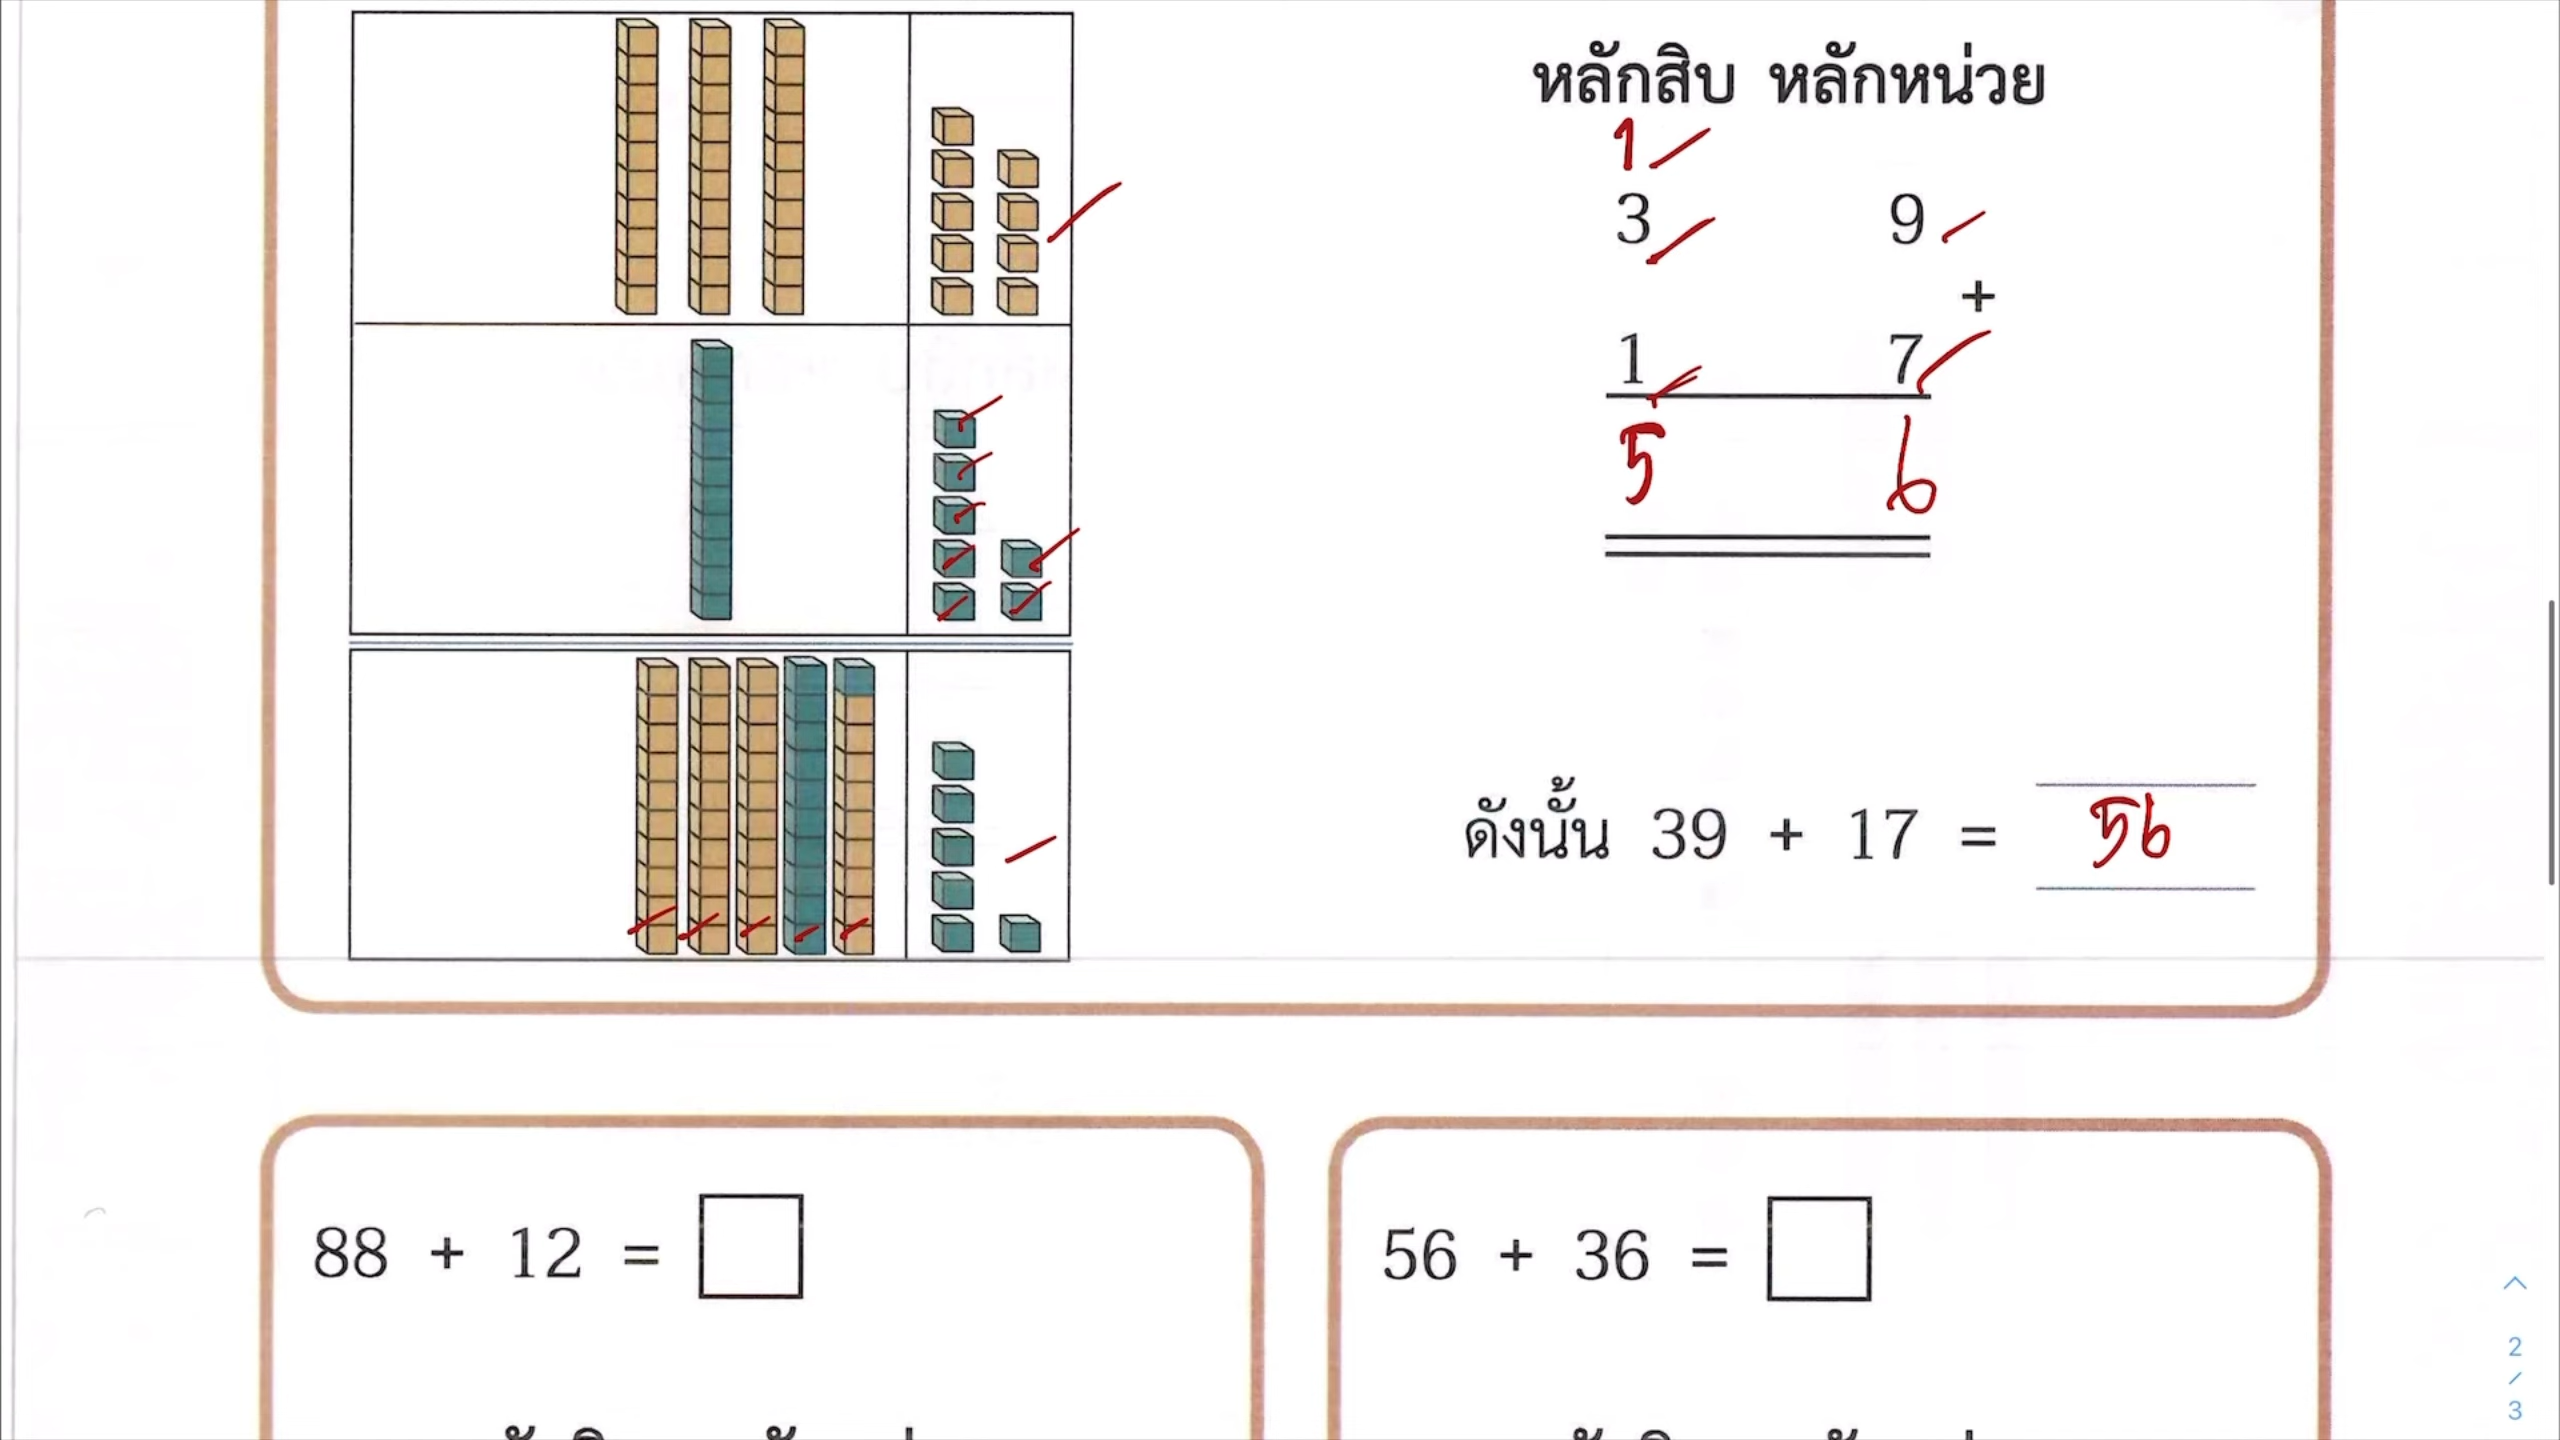 หลักสิบ หลักหน่วย
1
3 9
+
1 7
5 6
ดังนั้น 39 + 17 = 56
88 + 12 =
56 + 36 =
2
/
3